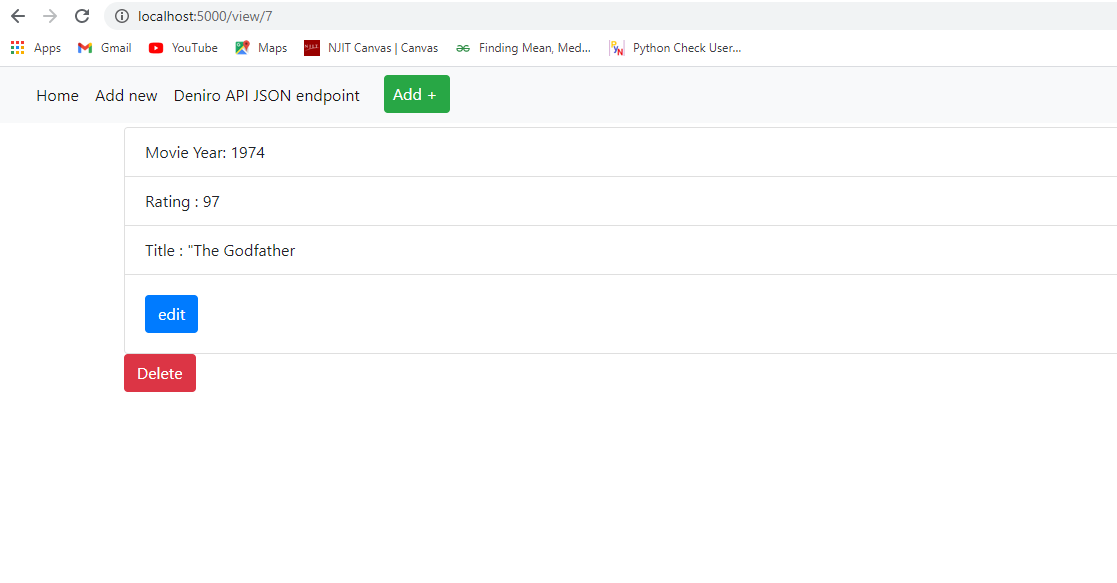 localhost:5000/view/7
Apps Gmail YouTube Maps NJIT Canvas | Canvas Finding Mean, Med... Python Check User...
Home Add new Deniro API JSON endpoint Add +
Movie Year: 1974
Rating : 97
Title : "The Godfather
edit
Delete